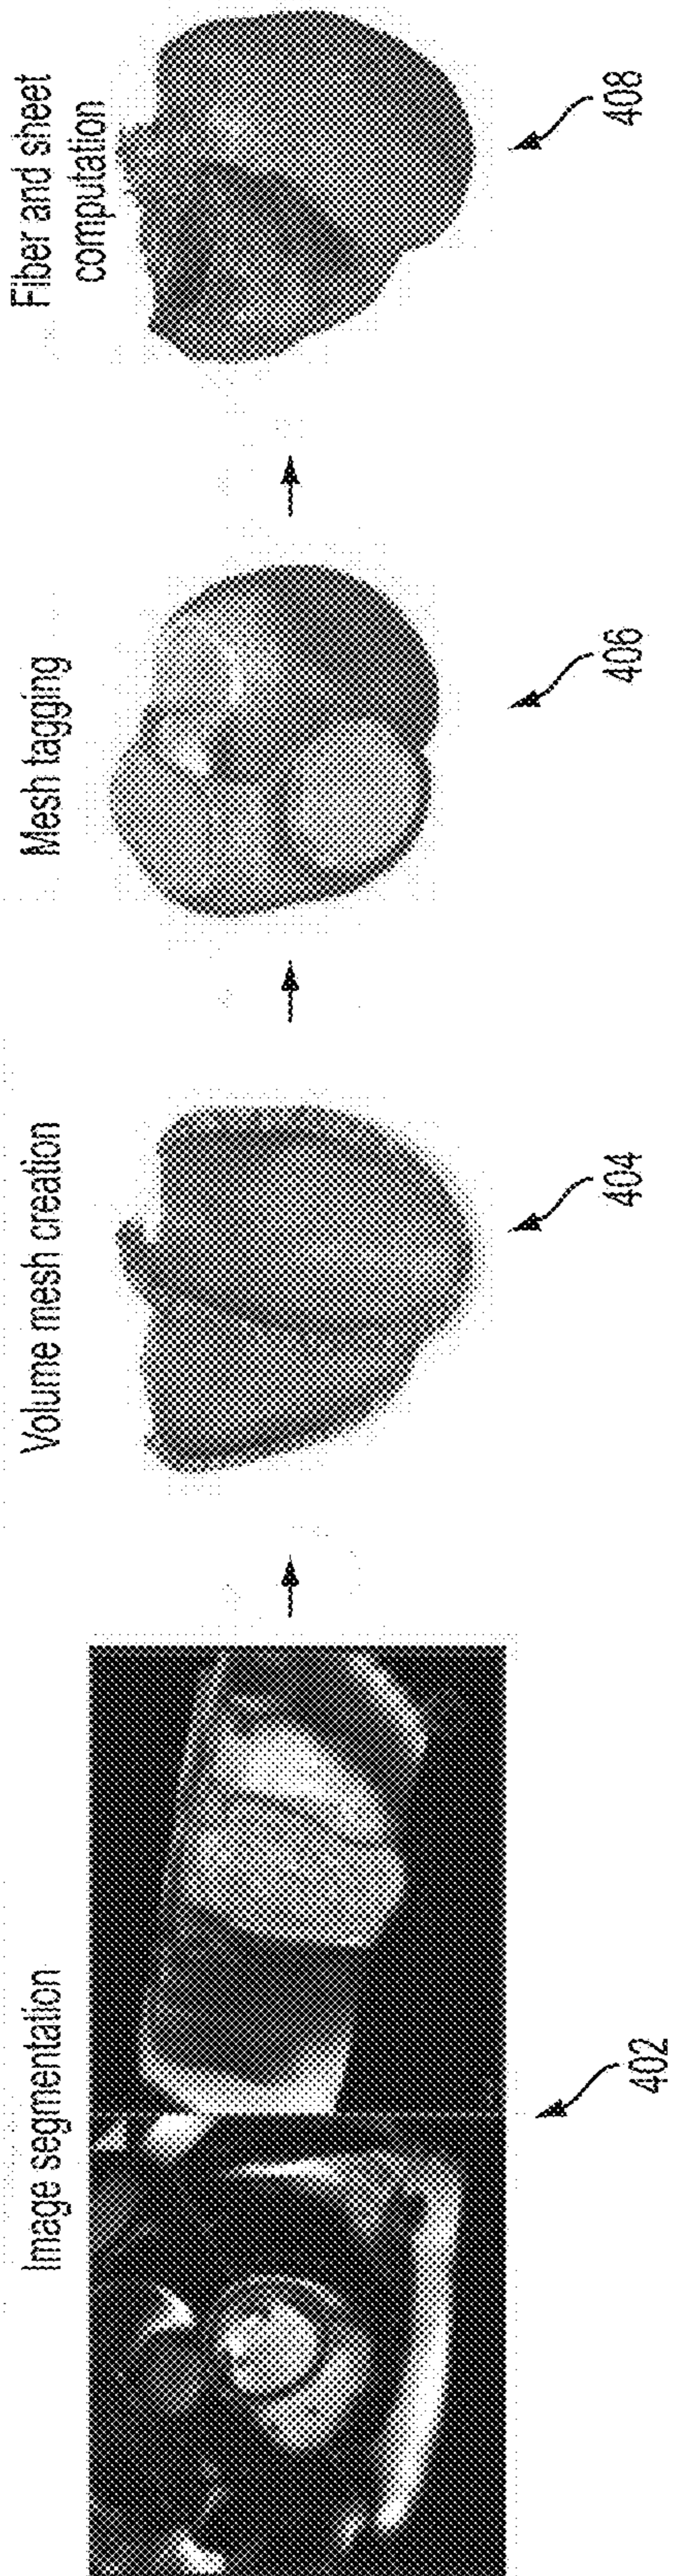 Image segmentation
402
Volume mesh creation
404
Mesh tagging
406
Fiber and sheet
computation
408